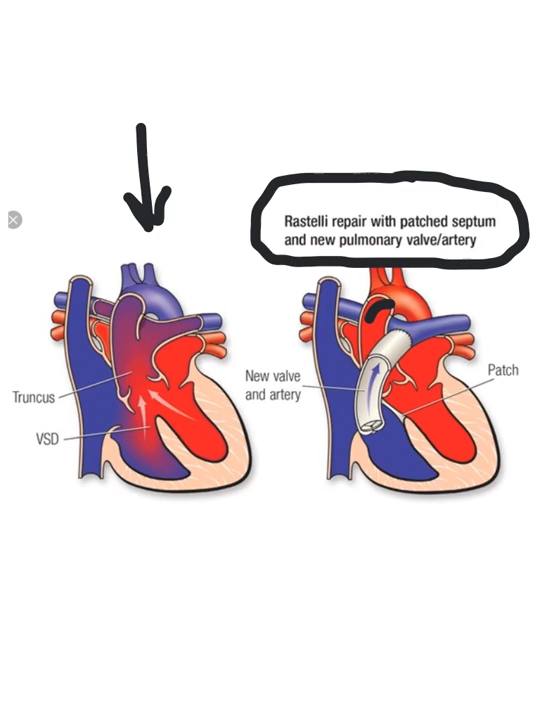 Rastelli repair with patched septum
and new pulmonary valve/artery
Truncus
VSD
New valve
and artery
Patch